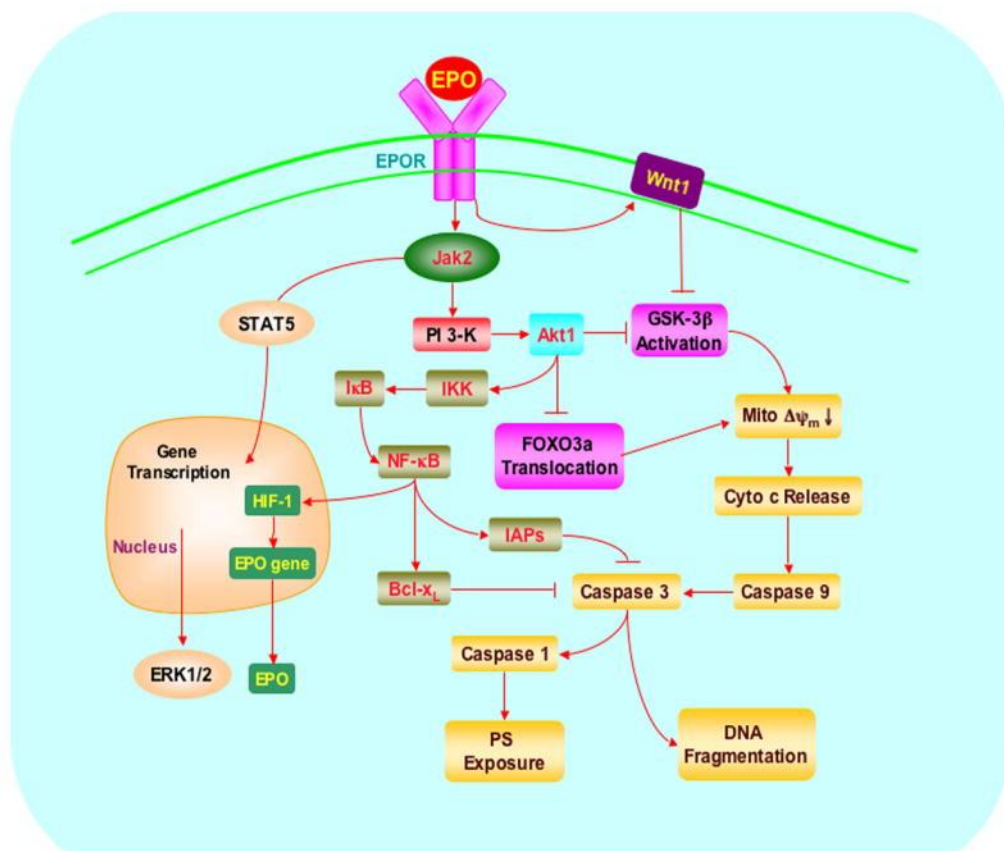 EPO
EPOR
Wnt1
Jak2
STAT5
PI 3-K
Akt1
GSK-3β
Activation
IκB
IKK
Mito Δψm ↓
FOXO3a
Translocation
Gene
Transcription
NF-κB
HIF-1
Cyto c Release
IAPs
Nucleus
EPO gene
Bcl-xL
Caspase 3
Caspase 9
Caspase 1
ERK1/2
EPO
PS
Exposure
DNA
Fragmentation